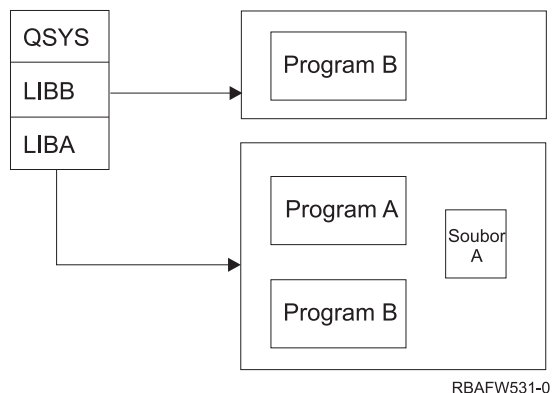 QSYS
LIBB
LIBA
Program B
Program A
Soubor
A
Program B
RBAFW531-0